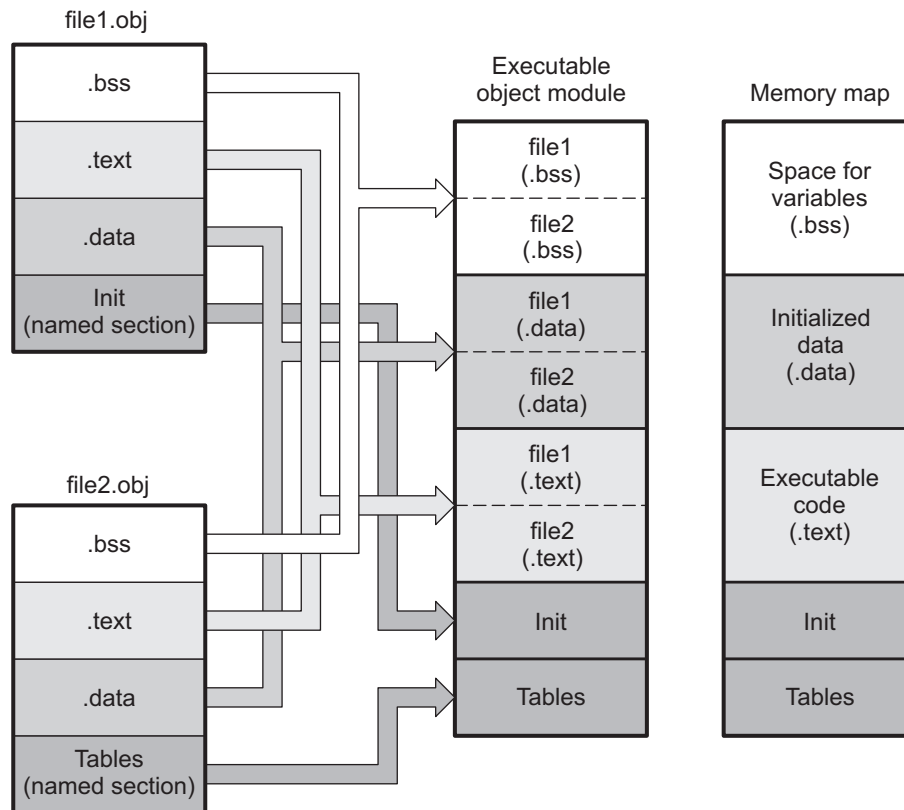 file1.obj
.bss
.text
.data
Init
(named section)
file2.obj
.bss
.text
.data
Tables
(named section)
Executable
object module
file1
(.bss)
file2
(.bss)
file1
(.data)
file2
(.data)
file1
(.text)
file2
(.text)
Init
Tables
Memory map
Space for
variables
(.bss)
Initialized
data
(.data)
Executable
code
(.text)
Init
Tables